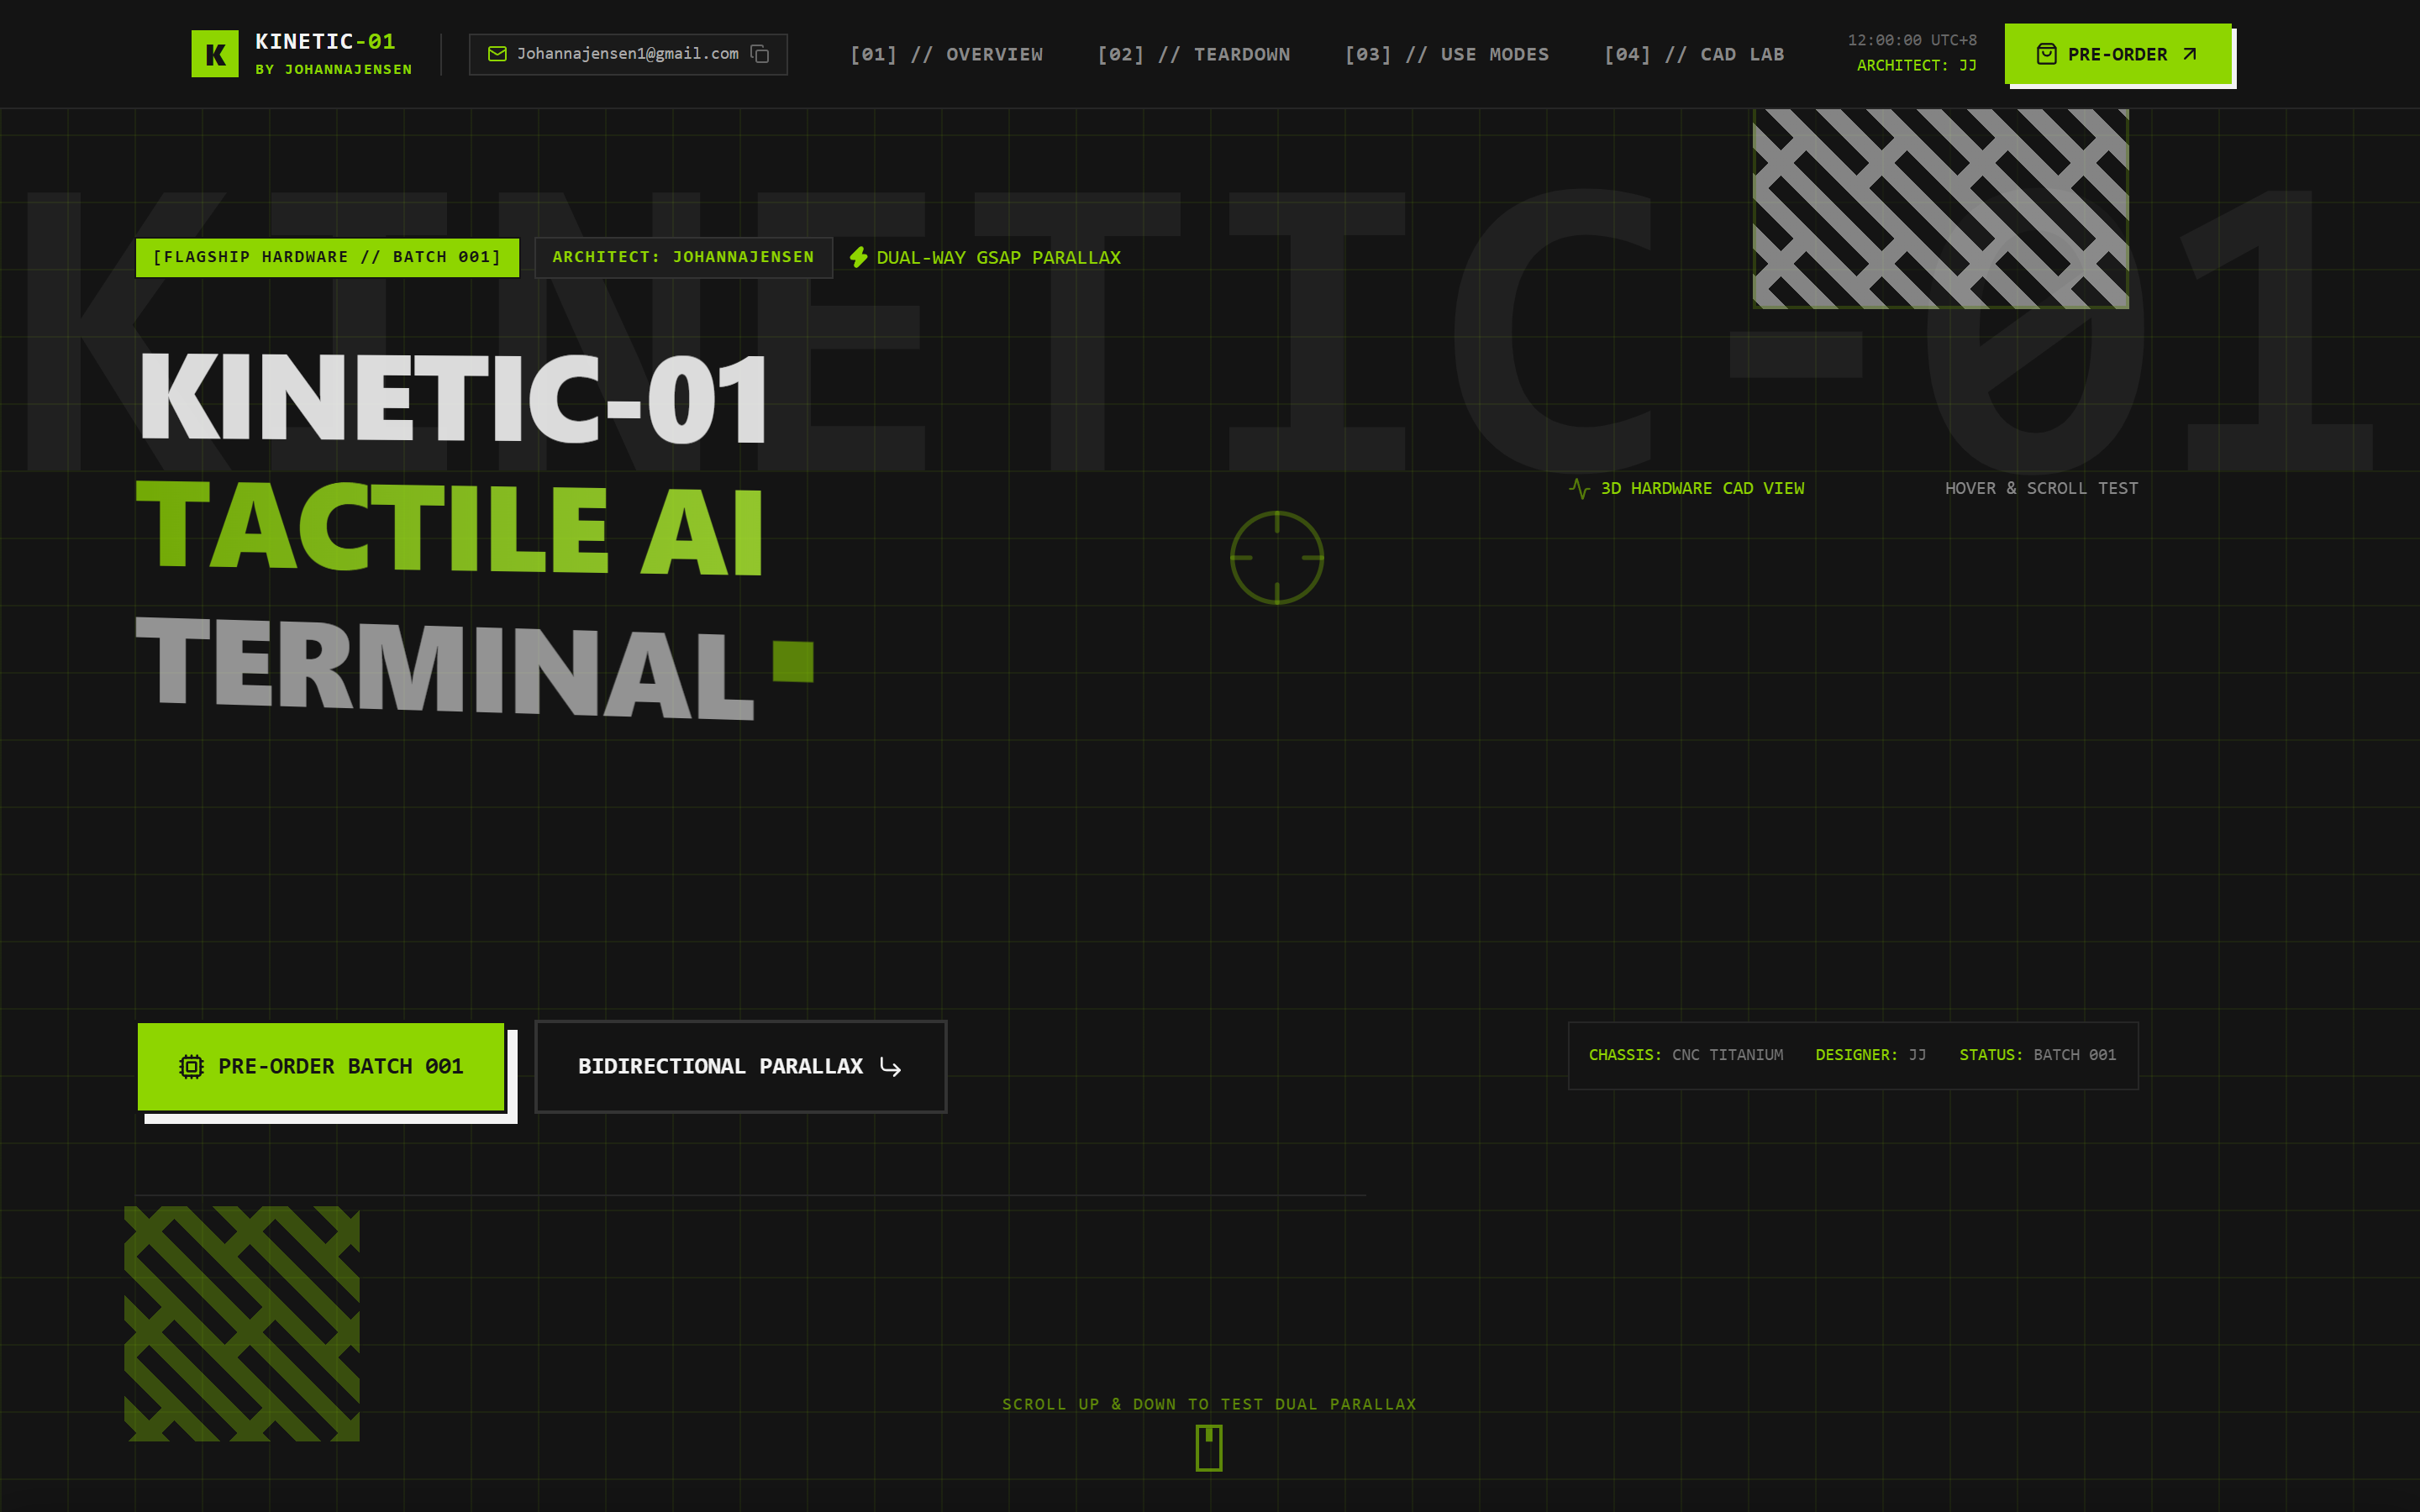 K
KINETIC-01
BY JOHANNAJENSEN
Johannajensen1@gmail.com
[01] // OVERVIEW
[02] // TEARDOWN
[03] // USE MODES
[04] // CAD LAB
12:00:00 UTC+8
ARCHITECT: JJ
PRE-ORDER
KINETIC-01
[FLAGSHIP HARDWARE // BATCH 001]
ARCHITECT: JOHANNAJENSEN
DUAL-WAY GSAP PARALLAX
KINETIC-01
TACTILE AI
TERMINAL
3D HARDWARE CAD VIEW
HOVER & SCROLL TEST
PRE-ORDER BATCH 001
BIDIRECTIONAL PARALLAX
CHASSIS: CNC TITANIUM
DESIGNER: JJ
STATUS: BATCH 001
SCROLL UP & DOWN TO TEST DUAL PARALLAX